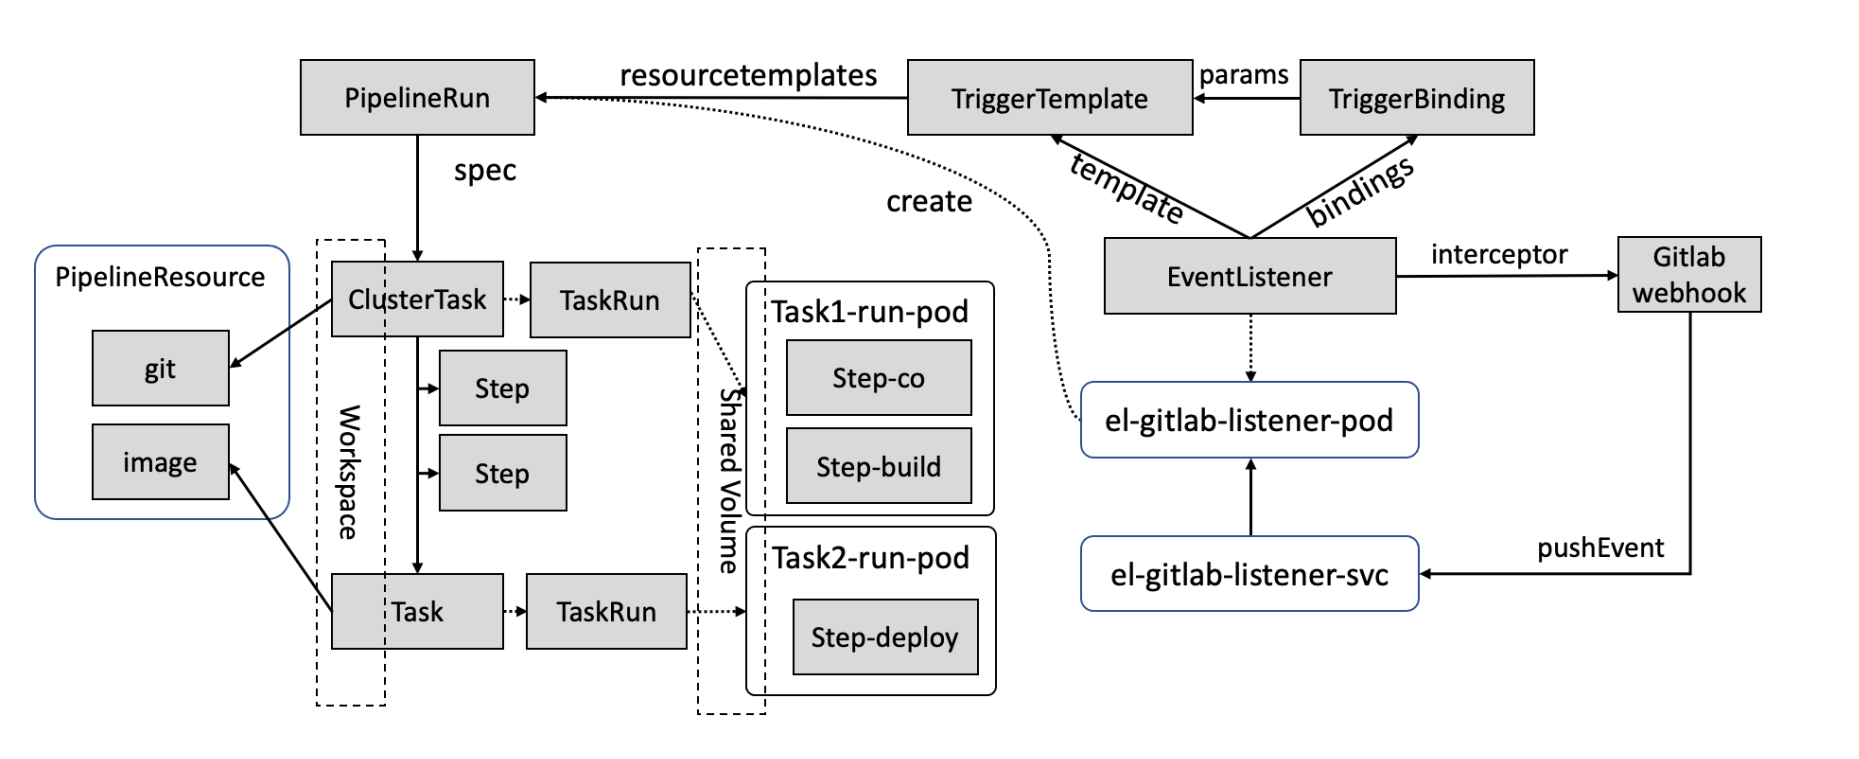 PipelineRun
resourcetemplates
TriggerTemplate
params
TriggerBinding
spec
create
template
bindings
EventListener
interceptor
Gitlab
webhook
PipelineResource
git
image
Workspace
ClusterTask
TaskRun
Step
Step
Task
TaskRun
Shared Volume
Task1-run-pod
Step-co
Step-build
Task2-run-pod
Step-deploy
el-gitlab-listener-pod
el-gitlab-listener-svc
pushEvent